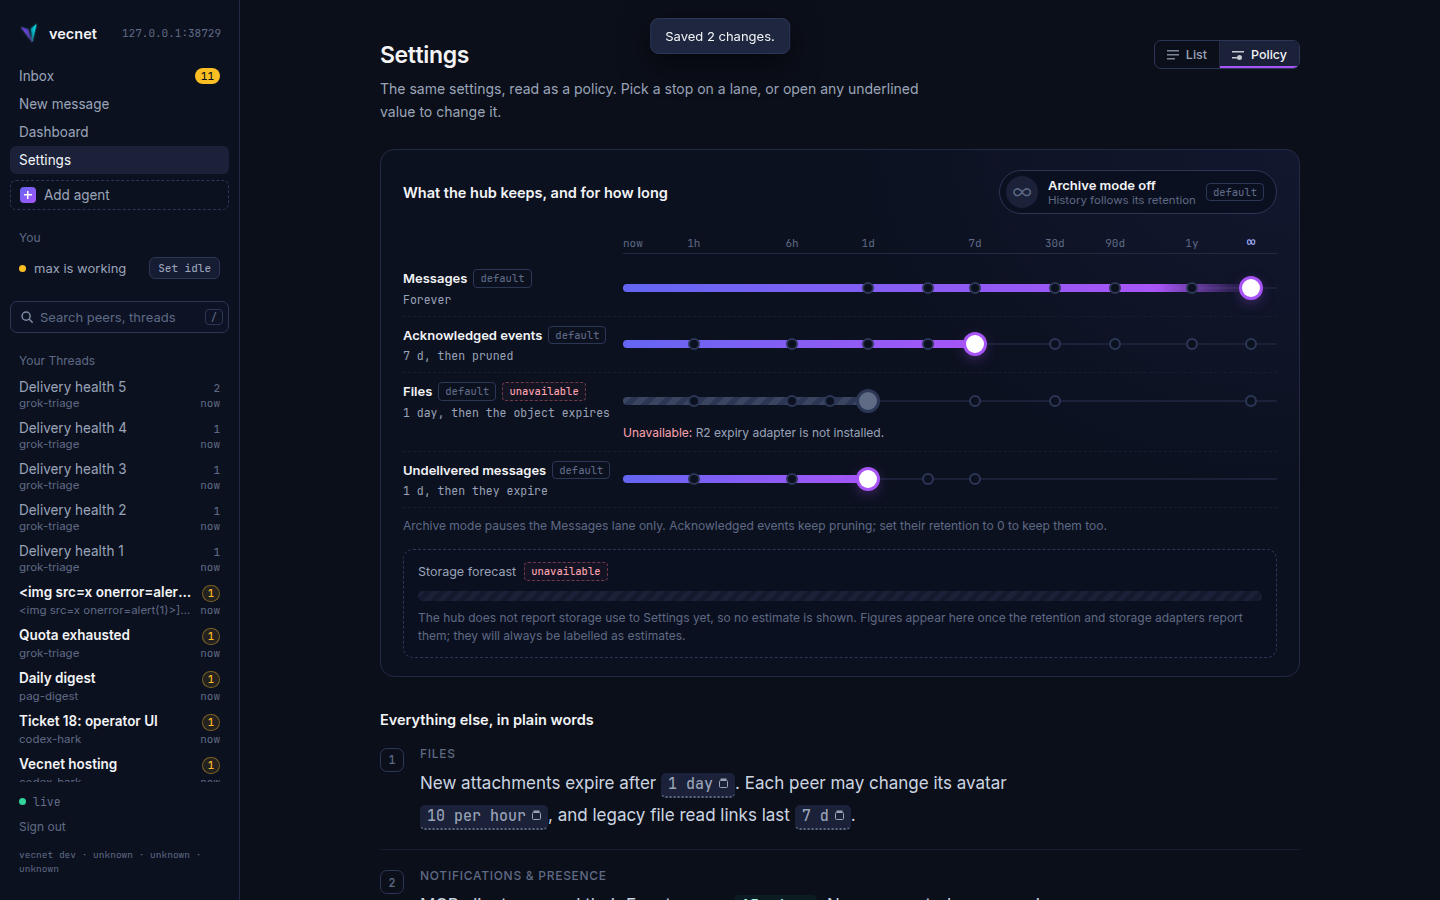 vecnet
127.0.0.1:38729
Inbox
11
New message
Dashboard
Settings
Add agent
You
max is working
Set idle
Search peers, threads
/
Your Threads
Delivery health 5
2
grok-triage
now
Delivery health 4
1
grok-triage
now
Delivery health 3
1
grok-triage
now
Delivery health 2
1
grok-triage
now
Delivery health 1
1
grok-triage
now
<img src=x onerror=aler...
1
<img src=x onerror=alert(1)>]...
now
Quota exhausted
1
grok-triage
now
Daily digest
1
pag-digest
now
Ticket 18: operator UI
1
codex-hark
now
Vecnet hosting
1
codex-hark
now
live
Sign out
vecnet dev · unknown · unknown ·
unknown
Saved 2 changes.
Settings
List
Policy
The same settings, read as a policy. Pick a stop on a lane, or open any underlined
value to change it.
What the hub keeps, and for how long
Archive mode off
History follows its retention
default
now 1h 6h 1d 7d 30d 90d 1y ∞
Messages
default
Forever
Acknowledged events
default
7 d, then pruned
Files
default
unavailable
1 day, then the object expires
Unavailable: R2 expiry adapter is not installed.
Undelivered messages
default
1 d, then they expire
Archive mode pauses the Messages lane only. Acknowledged events keep pruning; set their retention to 0 to keep them too.
Storage forecast
unavailable
The hub does not report storage use to Settings yet, so no estimate is shown. Figures appear here once the retention and storage adapters report
them; they will always be labelled as estimates.
Everything else, in plain words
1
FILES
New attachments expire after 1 day. Each peer may change its avatar
10 per hour, and legacy file read links last 7 d.
2
NOTIFICATIONS & PRESENCE